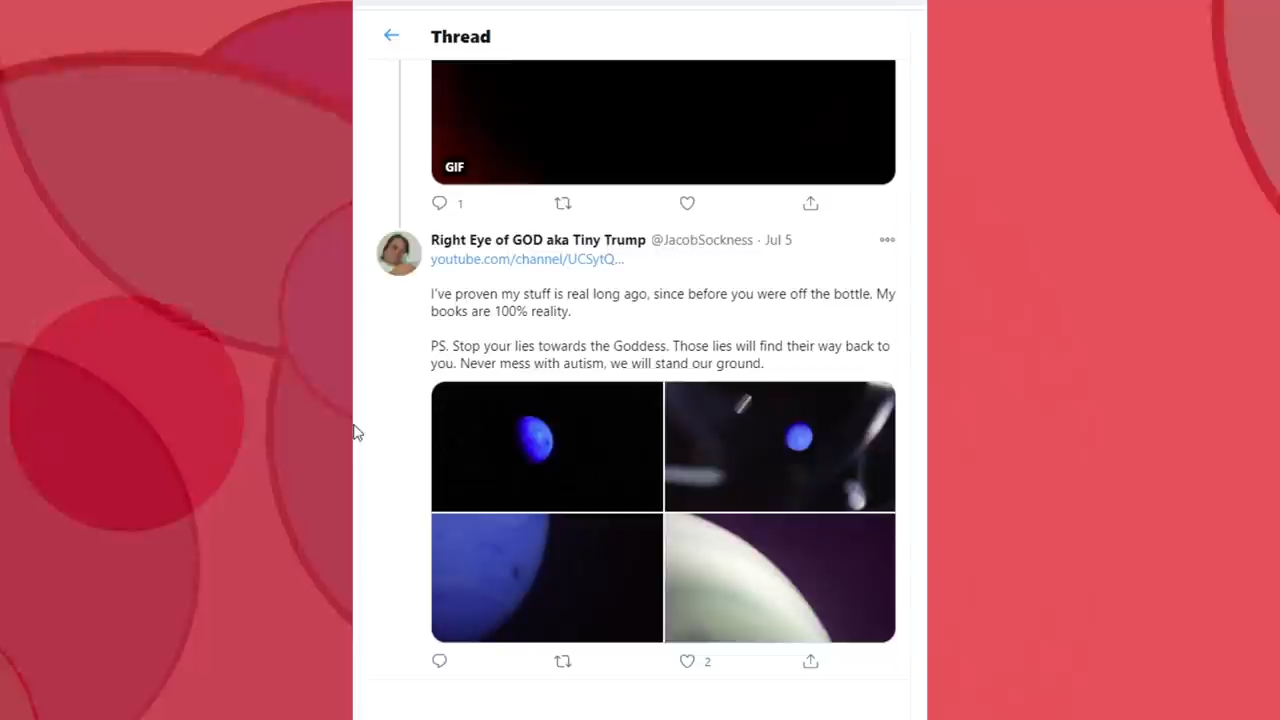 Thread
GIF
1
Right Eye of GOD aka Tiny Trump @JacobSockness · Jul 5
youtube.com/channel/UCSytQ...
I've proven my stuff is real long ago, since before you were off the bottle. My
books are 100% reality.
PS. Stop your lies towards the Goddess. Those lies will find their way back to
you. Never mess with autism, we will stand our ground.
2